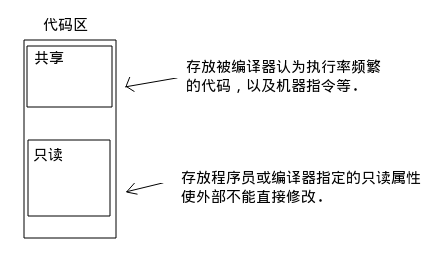 代码区
共享
存放被编译器认为执行率频繁
的代码，以及机器指令等.
只读
存放程序员或编译器指定的只读属性
使外部不能直接修改.